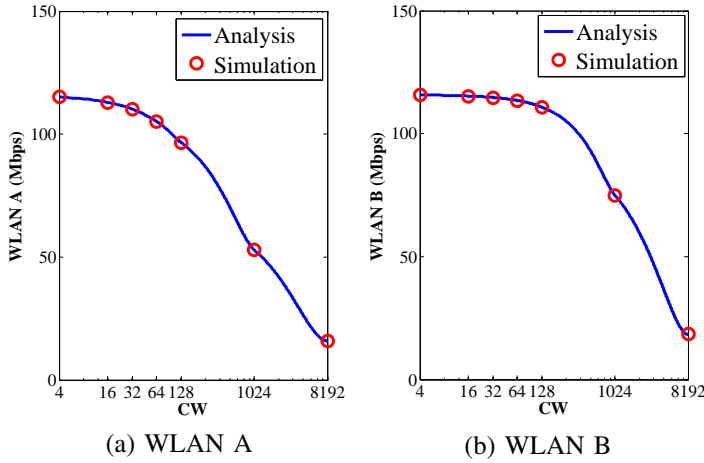 150
100
50
0
WLAN A (Mbps)
Analysis
Simulation
4 16 32 64 128 1024 8192
CW
(a) WLAN A
150
100
50
0
WLAN B (Mbps)
Analysis
Simulation
4 16 32 64 128 1024 8192
CW
(b) WLAN B